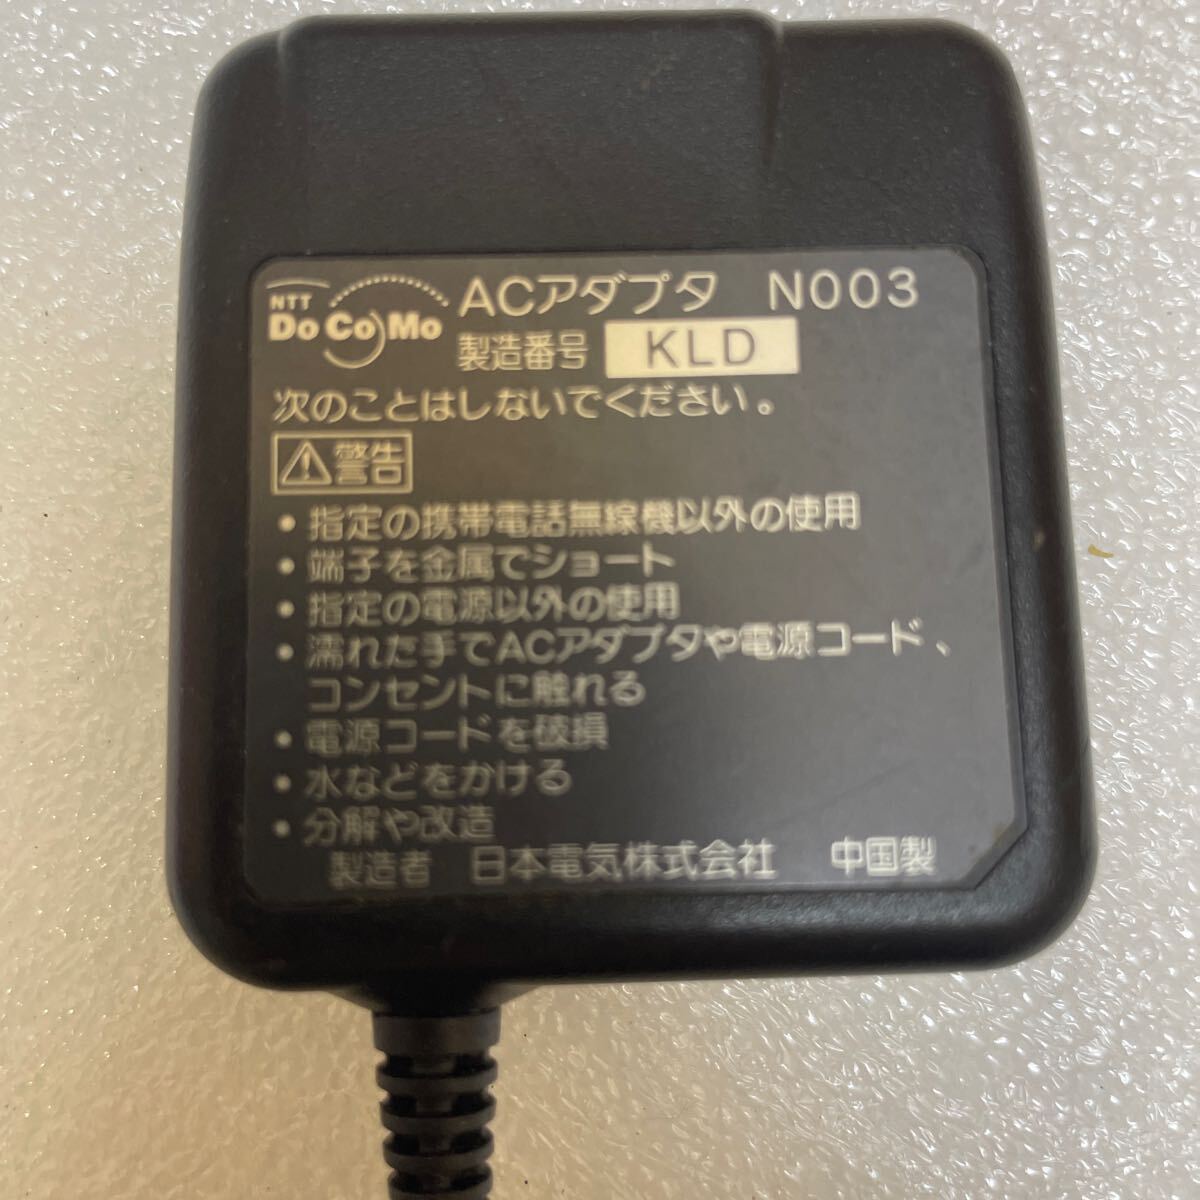 NTT
DoCoMo
ACアダプタ N003
製造番号 KLD
次のことはしないでください。
警告
・指定の携帯電話無線機以外の使用
・端子を金属でショート
・指定の電源以外の使用
・濡れた手でACアダプタや電源コード、
コンセントに触れる
・電源コードを破損
・水などをかける
・分解や改造
製造者 日本電気株式会社 中国製